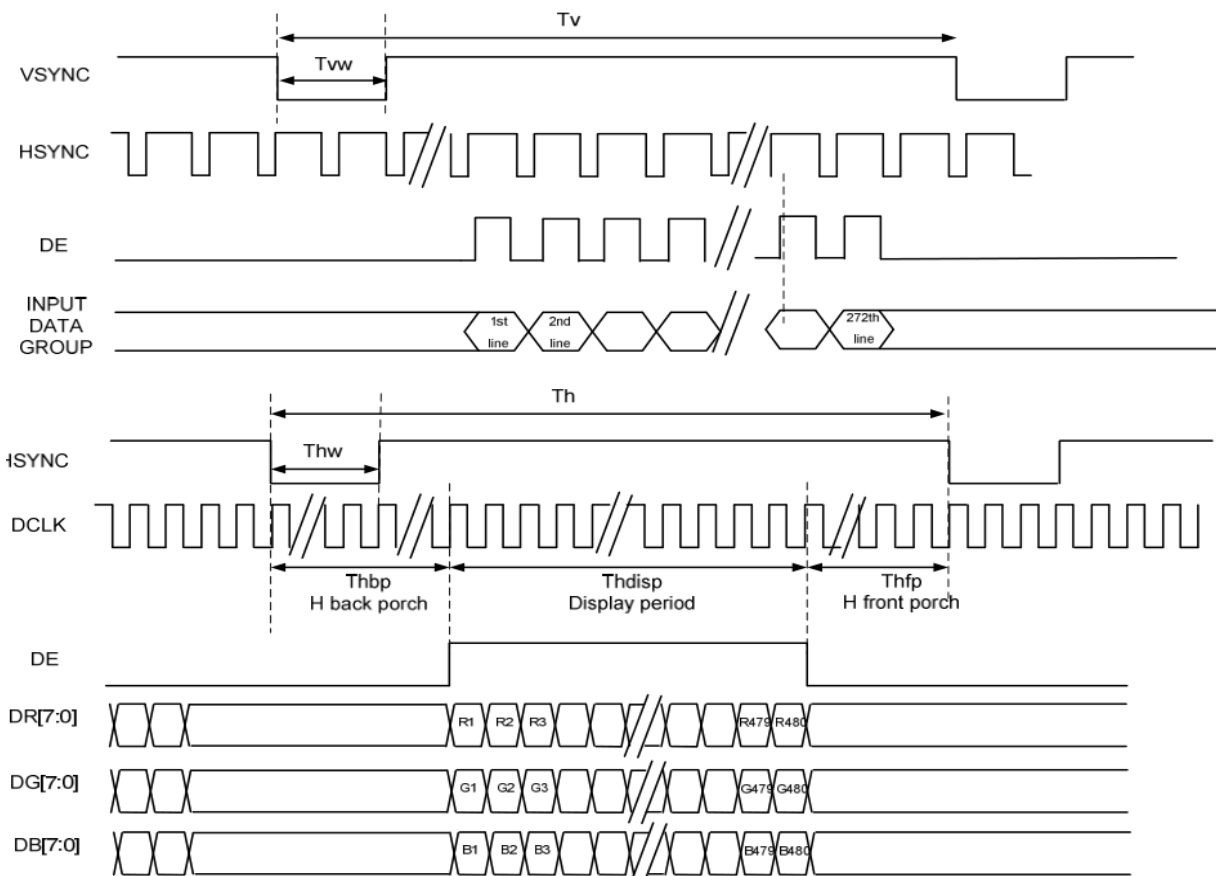 Tv
VSYNC
Tvw
HSYNC
DE
INPUT
DATA
GROUP
1st
line
2nd
line
272th
line
Th
HSYNC
Thw
DCLK
Thbp
H back porch
Thdisp
Display period
Thfp
H front porch
DE
DR[7:0]
R1 R2 R3 R479 R480
DG[7:0]
G1 G2 G3 G479 G480
DB[7:0]
B1 B2 B3 B479 B480